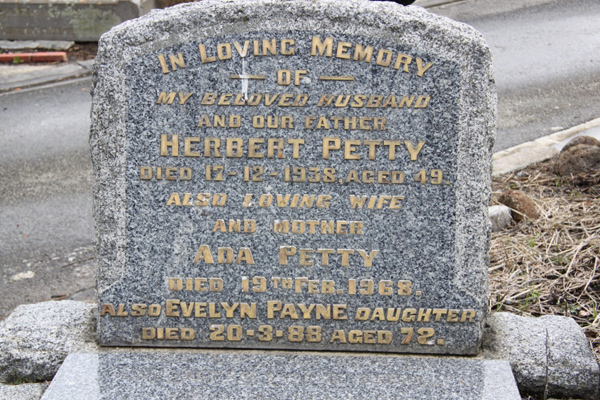 IN LOVING MEMORY
OF
MY BELOVED HUSBAND
AND OUR FATHER
HERBERT PETTY
DIED 12-12-1938, AGED 49.
ALSO LOVING WIFE
AND MOTHER
ADA PETTY
DIED 19TH FEB. 1968,
ALSO EVELYN PAYNE DAUGHTER
DIED 20-3-88 AGED 72.